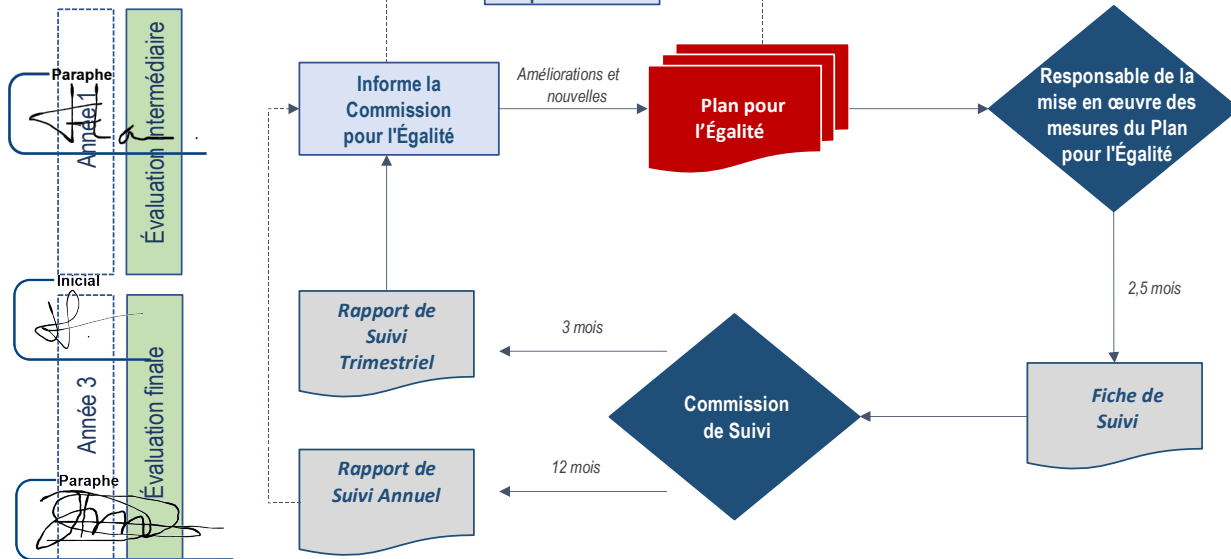 Paraphe
Année 1
Évaluation Intermédiaire
Inicial
Année 3
Évaluation finale
Paraphe
Informe la
Commission
pour l'Égalité
Améliorations et
nouvelles
Plan pour
l’Égalité
Responsable de la
mise en œuvre des
mesures du Plan
pour l'Égalité
2,5 mois
Rapport de
Suivi
Trimestriel
3 mois
Commission
de Suivi
Fiche de
Suivi
Rapport de
Suivi Annuel
12 mois